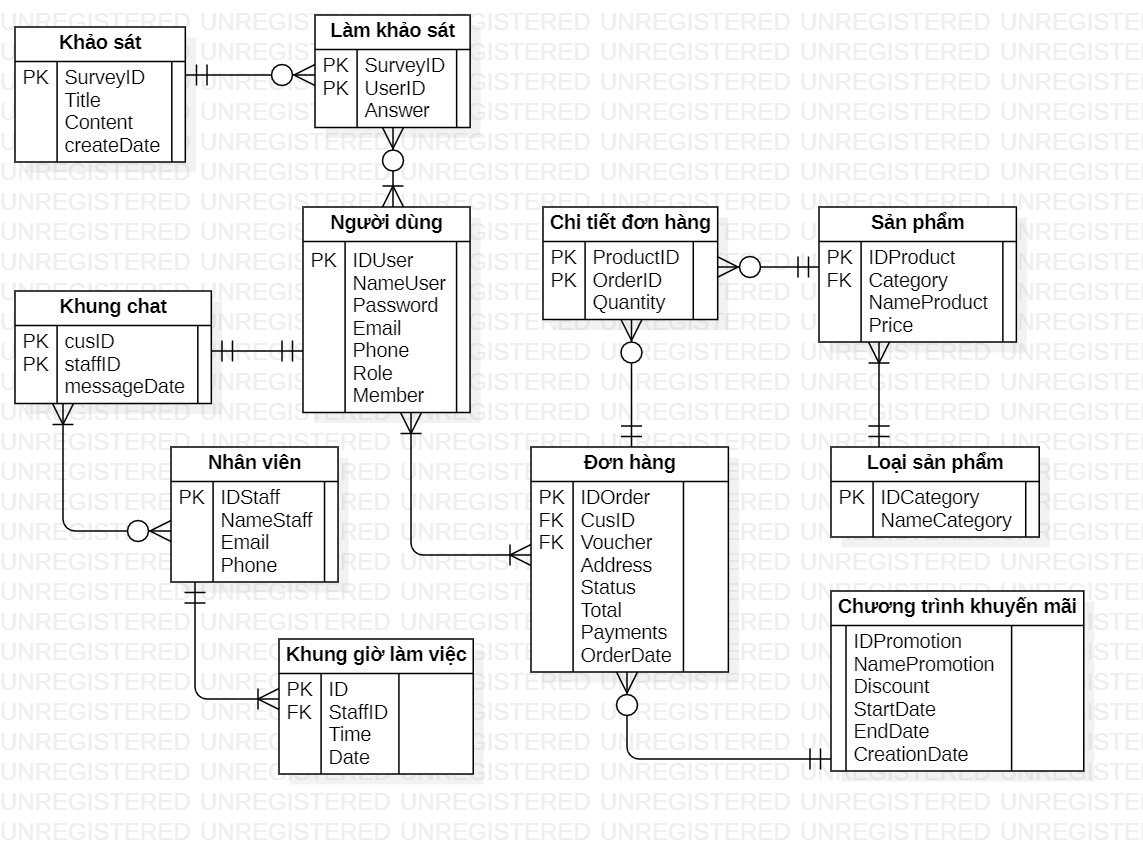 Khảo sát
PK SurveyID
Title
Content
createDate
Làm khảo sát
PK SurveyID
PK UserID
Answer
Người dùng
PK IDUser
NameUser
Password
Email
Phone
Role
Member
Chi tiết đơn hàng
PK ProductID
PK OrderID
Quantity
Sản phẩm
PK IDProduct
FK Category
NameProduct
Price
Khung chat
PK cusID
PK staffID
messageDate
Nhân viên
PK IDStaff
NameStaff
Email
Phone
Đơn hàng
PK IDOrder
FK CusID
FK Voucher
Address
Status
Total
Payments
OrderDate
Loại sản phẩm
PK IDCategory
NameCategory
Khung giờ làm việc
PK ID
FK StaffID
Time
Date
Chương trình khuyến mãi
IDPromotion
NamePromotion
Discount
StartDate
EndDate
CreationDate
UNREGISTERED UNREGISTERED UNREGISTERED UNREGISTERED UNREGISTERED